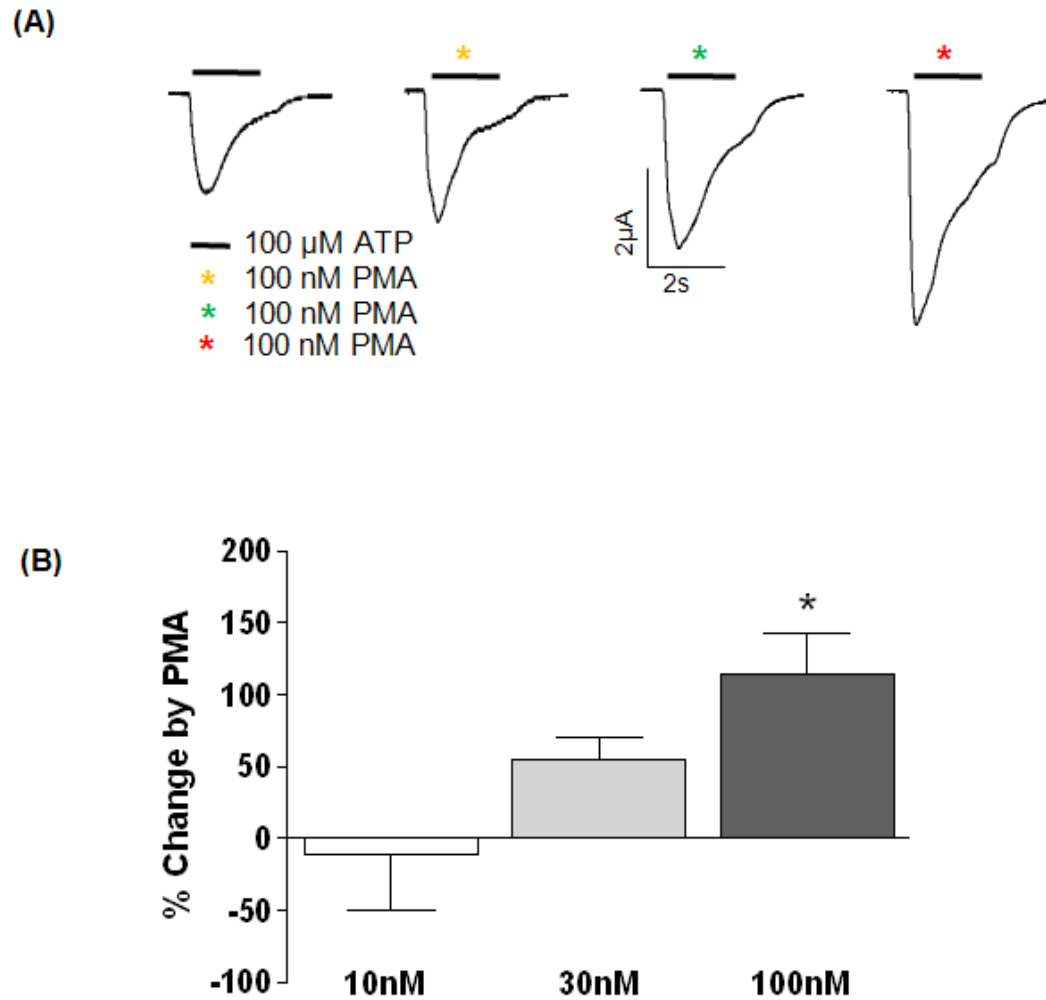 (A)
*
*
*
2µA
2s
100 µM ATP
* 100 nM PMA
* 100 nM PMA
* 100 nM PMA
(B)
% Change by PMA
200
150
100
50
0
-50
-100
*
10nM 30nM 100nM